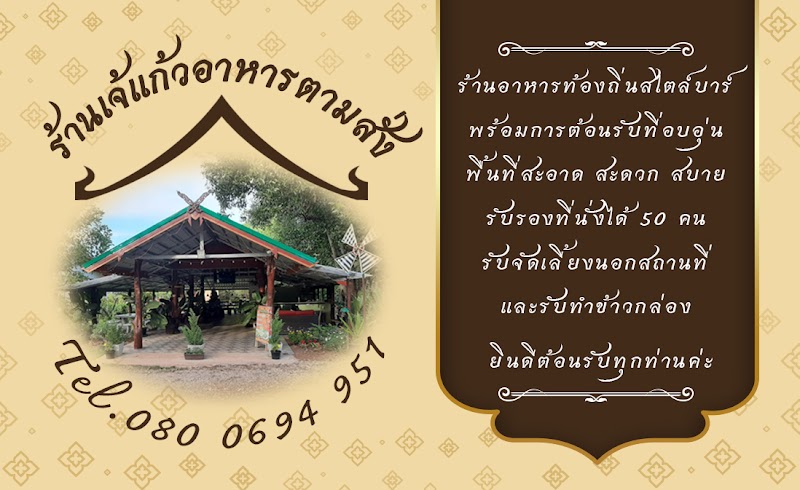 ร้านเจ้แก้วอาหารตามสั่ง
Tel.080 0694 951
ร้านอาหารท้องถิ่นสไตล์บาร์
พร้อมการต้อนรับที่อบอุ่น
พื้นที่สะอาด สะดวก สบาย
รับรองที่นั่งได้ 50 คน
รับจัดเลี้ยงนอกสถานที่
และรับทำข้าวกล่อง
ยินดีต้อนรับทุกท่านค่ะ